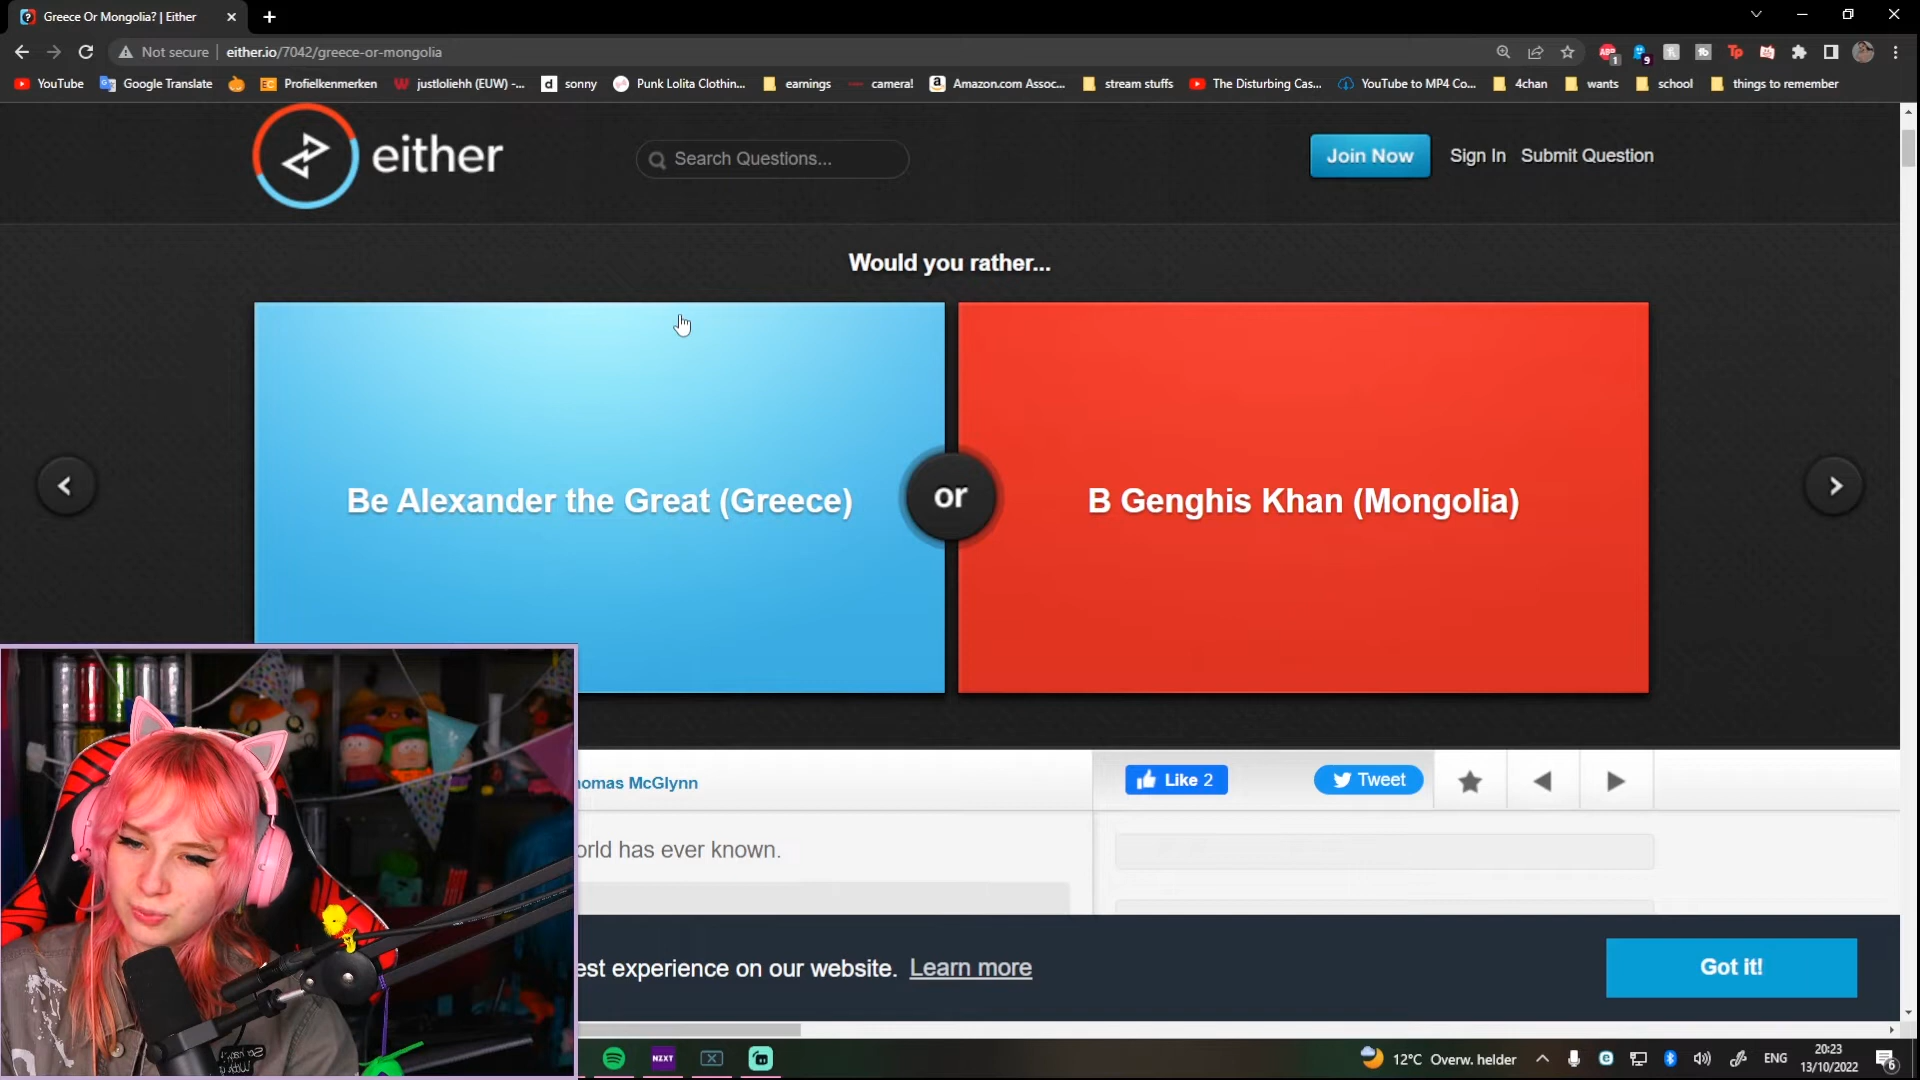 Greece Or Mongolia? | Either
Not secure
either.io/7042/greece-or-mongolia
YouTube
Google Translate
Profielkenmerken
justloliehh (EUW) -...
sonny
Punk Lolita Clothin...
earnings
camera!
Amazon.com Assoc...
stream stuffs
The Disturbing Cas...
YouTube to MP4 Co...
4chan
wants
school
things to remember
either
Search Questions...
Join Now
Sign In
Submit Question
Would you rather...
Be Alexander the Great (Greece)
or
B Genghis Khan (Mongolia)
omas McGlynn
Like 2
Tweet
orld has ever known.
est experience on our website. Learn more
Got it!
NZXT
12°C Overw. helder
ENG
20:23
13/10/2022
6